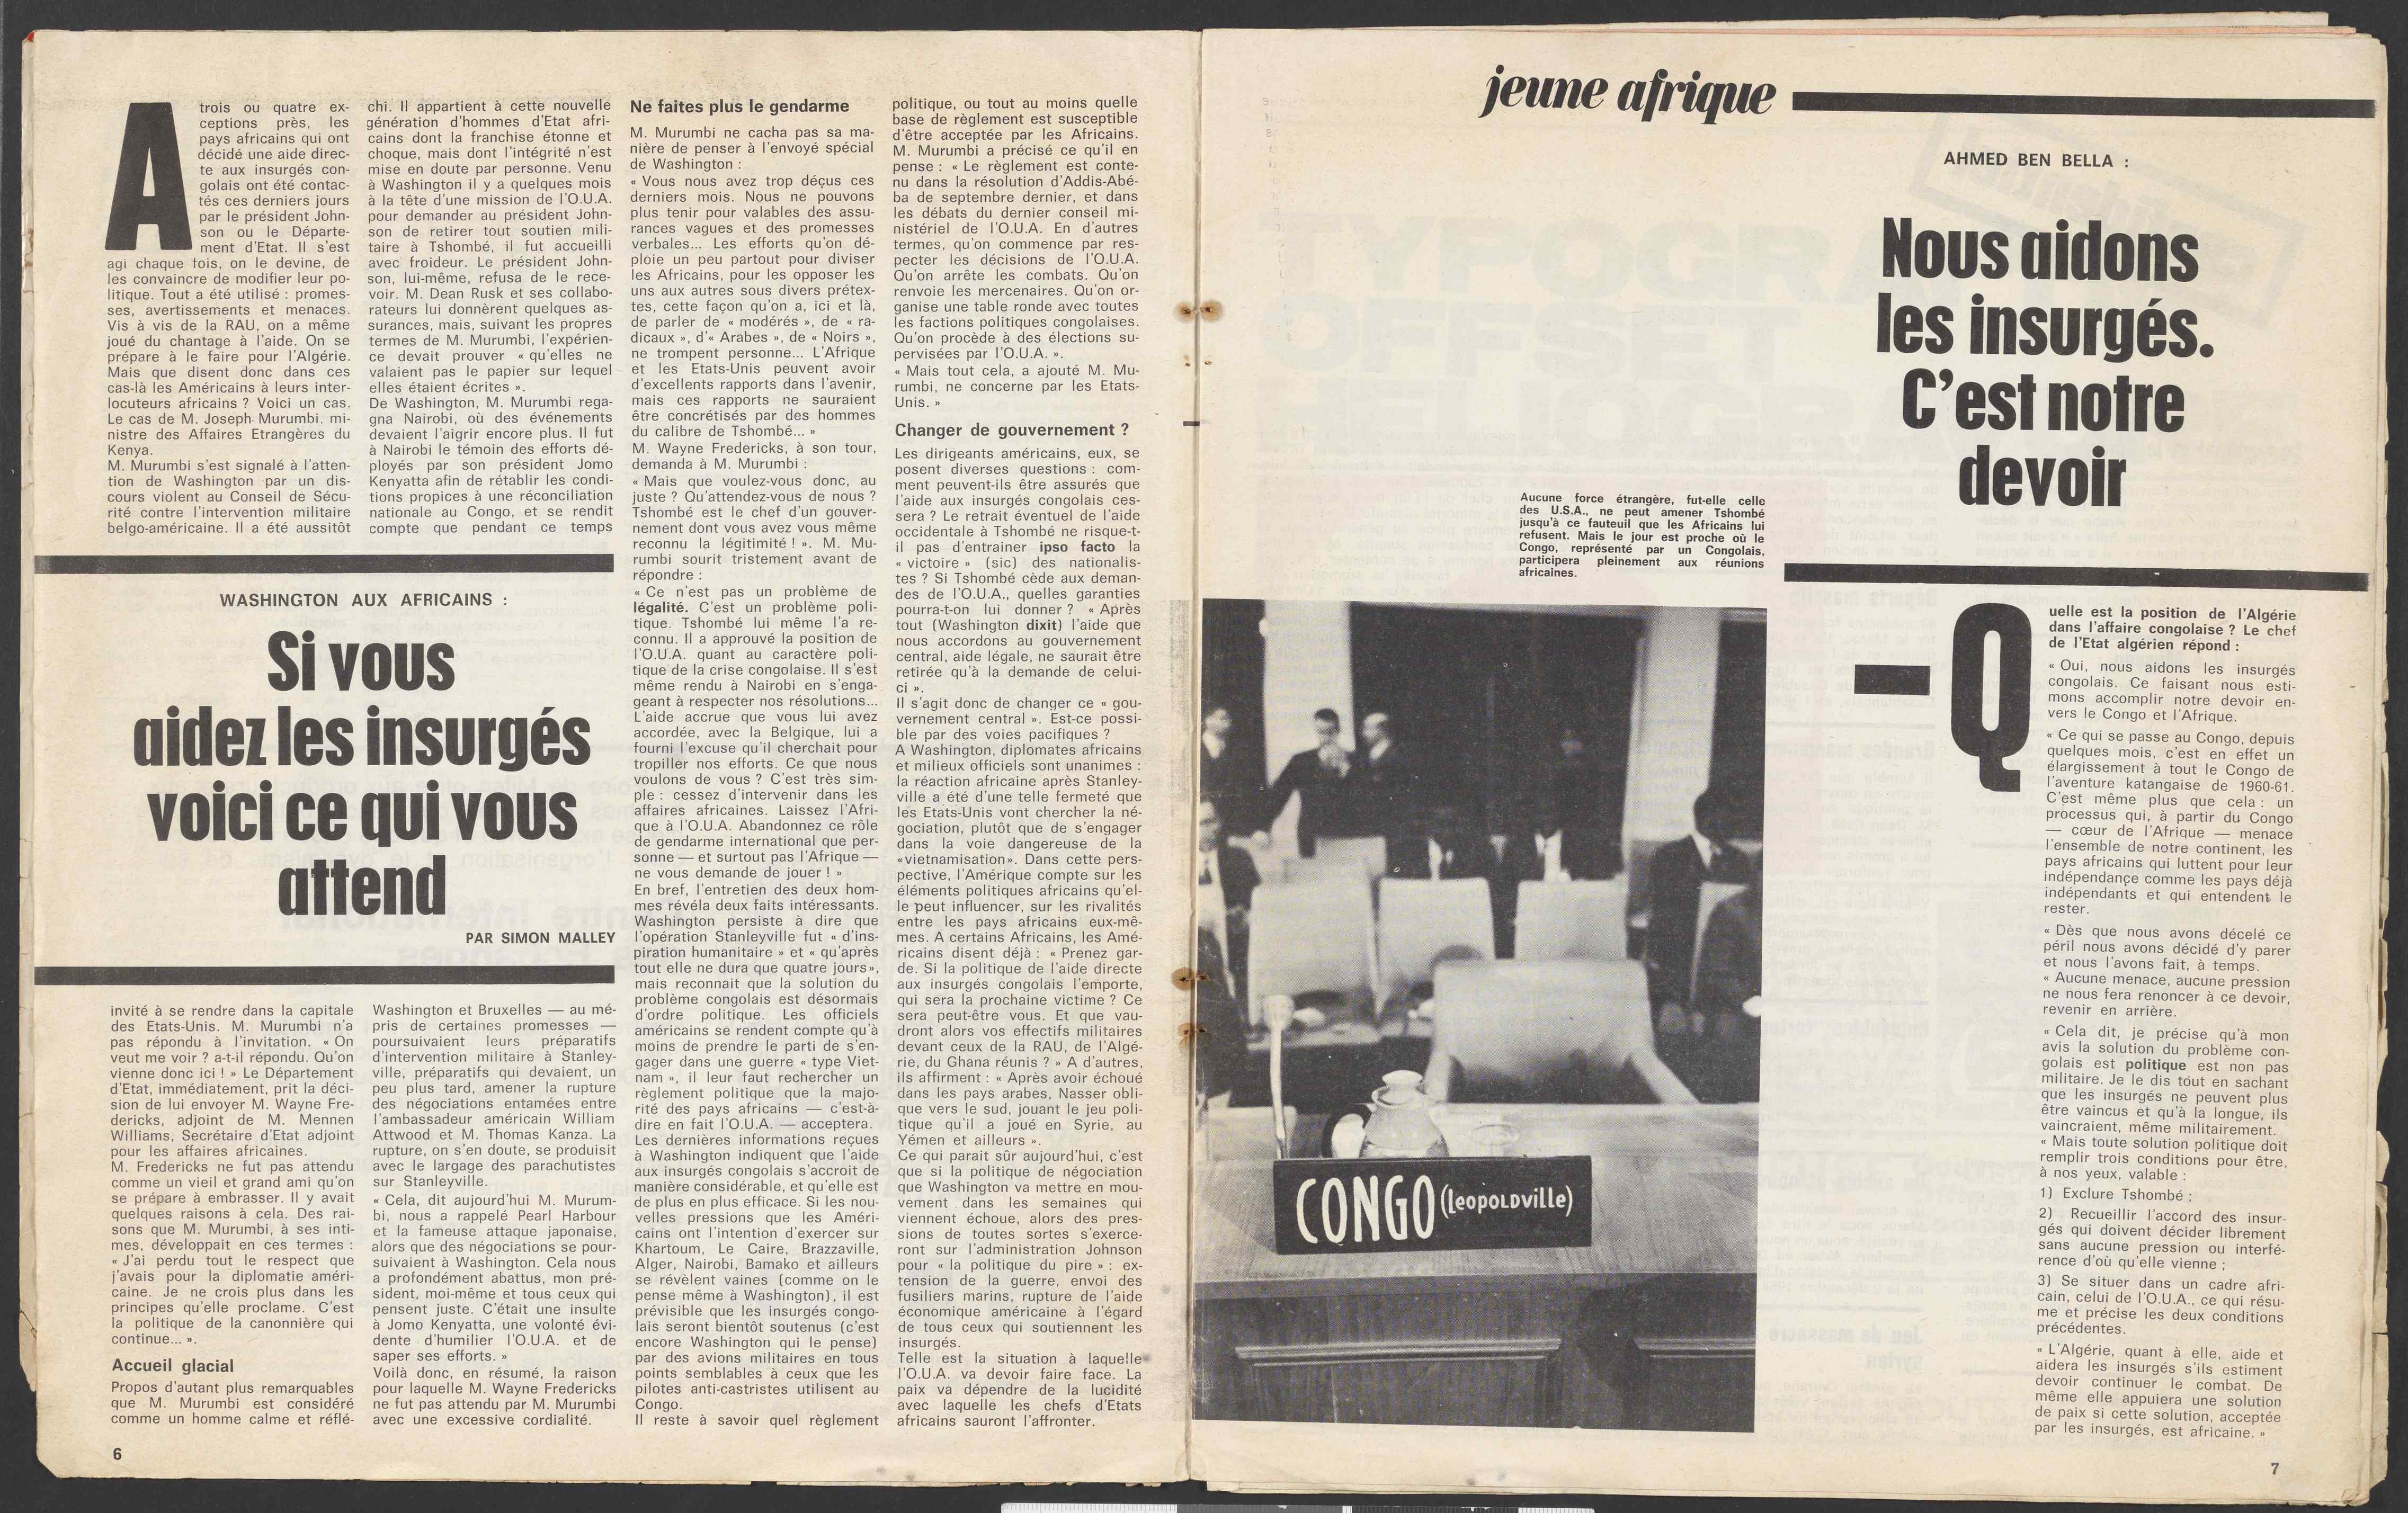 A
trois ou quatre ex-
ceptions près, les
pays africains qui ont
décidé une aide direc-
te aux insurgés con-
golais ont été contac-
tés ces derniers jours
par le président John-
son ou le Départe-
ment d'Etat. Il s'est
agi chaque fois, on le devine, de
les convaincre de modifier leur po-
litique. Tout a été utilisé : promes-
ses, avertissements et menaces.
Vis à vis de la RAU, on a même
joué du chantage à l'aide. On se
prépare à le faire pour l'Algérie.
Mais que disent donc dans ces
cas-là les Américains à leurs inter-
locuteurs africains ? Voici un cas.
Le cas de M. Joseph Murumbi, mi-
nistre des Affaires Etrangères du
Kenya.
M. Murumbi s'est signalé à l'atten-
tion de Washington par un dis-
cours violent au Conseil de Sécu-
rité contre l'intervention militaire
belgo-américaine. Il a été aussitôt
WASHINGTON AUX AFRICAINS :
Si vous
aidez les insurgés
voici ce qui vous
attend
PAR SIMON MALLEY
invité à se rendre dans la capitale
des Etats-Unis. M. Murumbi n'a
pas répondu à l'invitation. « On
veut me voir ? a-t-il répondu. Qu'on
vienne donc ici ! » Le Département
d'Etat, immédiatement, prit la déci-
sion de lui envoyer M. Wayne Fre-
dericks, adjoint de M. Mennen
Williams, Secrétaire d'Etat adjoint
pour les affaires africaines.
M. Fredericks ne fut pas attendu
comme un vieil et grand ami qu'on
se prépare à embrasser. Il y avait
quelques raisons à cela. Des rai-
sons que M. Murumbi, à ses inti-
mes, développait en ces termes :
« J'ai perdu tout le respect que
j'avais pour la diplomatie améri-
caine. Je ne crois plus dans les
principes qu'elle proclame. C'est
la politique de la canonnière qui
continue... ».
Accueil glacial
Propos d'autant plus remarquables
que M. Murumbi est considéré
comme un homme calme et réflé-
chi. Il appartient à cette nouvelle
génération d'hommes d'Etat afri-
cains dont la franchise étonne et
choque, mais dont l'intégrité n'est
mise en doute par personne. Venu
à Washington il y a quelques mois
à la tête d'une mission de l'O.U.A.
pour demander au président John-
son de retirer tout soutien mili-
taire à Tshombé, il fut accueilli
avec froideur. Le président John-
son, lui-même, refusa de le rece-
voir. M. Dean Rusk et ses collabo-
rateurs lui donnèrent quelques as-
surances, mais, suivant les propres
termes de M. Murumbi, l'expérien-
ce devait prouver « qu'elles ne
valaient pas le papier sur lequel
elles étaient écrites ».
De Washington, M. Murumbi rega-
gna Nairobi, où des événements
devaient l'aigrir encore plus. Il fut
à Nairobi le témoin des efforts dé-
ployés par son président Jomo
Kenyatta afin de rétablir les condi-
tions propices à une réconciliation
nationale au Congo, et se rendit
compte que pendant ce temps
Washington et Bruxelles — au mé-
pris de certaines promesses —
poursuivaient leurs préparatifs
d'intervention militaire à Stanley-
ville, préparatifs qui devaient, un
peu plus tard, amener la rupture
des négociations entamées entre
l'ambassadeur américain William
Attwood et M. Thomas Kanza. La
rupture, on s'en doute, se produisit
avec le largage des parachutistes
sur Stanleyville.
« Cela, dit aujourd'hui M. Murum-
bi, nous a rappelé Pearl Harbour
et la fameuse attaque japonaise,
alors que des négociations se pour-
suivaient à Washington. Cela nous
a profondément abattus, mon pré-
sident, moi-même et tous ceux qui
pensent juste. C'était une insulte
à Jomo Kenyatta, une volonté évi-
dente d'humilier l'O.U.A. et de
saper ses efforts. »
Voilà donc, en résumé, la raison
pour laquelle M. Wayne Fredericks
ne fut pas attendu par M. Murumbi
avec une excessive cordialité.
Ne faites plus le gendarme
M. Murumbi ne cacha pas sa ma-
nière de penser à l'envoyé spécial
de Washington :
« Vous nous avez trop déçus ces
derniers mois. Nous ne pouvons
plus tenir pour valables des assu-
rances vagues et des promesses
verbales... Les efforts qu'on dé-
ploie un peu partout pour diviser
les Africains, pour les opposer les
uns aux autres sous divers prétex-
tes, cette façon qu'on a, ici et là,
de parler de « modérés », de « ra-
dicaux », d'« Arabes », de « Noirs »,
ne trompent personne... L'Afrique
et les Etats-Unis peuvent avoir
d'excellents rapports dans l'avenir,
mais ces rapports ne sauraient
être concrétisés par des hommes
du calibre de Tshombé... »
M. Wayne Fredericks, à son tour,
demanda à M. Murumbi :
« Mais que voulez-vous donc, au
juste ? Qu'attendez-vous de nous ?
Tshombé est le chef d'un gouver-
nement dont vous avez vous même
reconnu la légitimité ! ». M. Mu-
rumbi sourit tristement avant de
répondre :
« Ce n'est pas un problème de
légalité. C'est un problème poli-
tique. Tshombé lui même l'a re-
connu. Il a approuvé la position de
l'O.U.A. quant au caractère poli-
tique de la crise congolaise. Il s'est
même rendu à Nairobi en s'enga-
geant à respecter nos résolutions...
L'aide accrue que vous lui avez
accordée, avec la Belgique, lui a
fourni l'excuse qu'il cherchait pour
tropiller nos efforts. Ce que nous
voulons de vous ? C'est très sim-
ple : cessez d'intervenir dans les
affaires africaines. Laissez l'Afri-
que à l'O.U.A. Abandonnez ce rôle
de gendarme international que per-
sonne — et surtout pas l'Afrique —
ne vous demande de jouer ! »
En bref, l'entretien des deux hom-
mes révéla deux faits intéressants.
Washington persiste à dire que
l'opération Stanleyville fut « d'ins-
piration humanitaire » et « qu'après
tout elle ne dura que quatre jours»,
mais reconnait que la solution du
problème congolais est désormais
d'ordre politique. Les officiels
américains se rendent compte qu'à
moins de prendre le parti de s'en-
gager dans une guerre « type Viet-
nam », il leur faut rechercher un
règlement politique que la majo-
rité des pays africains — c'est-à-
dire en fait l'O.U.A. — acceptera.
Les dernières informations reçues
à Washington indiquent que l'aide
aux insurgés congolais s'accroit de
manière considérable, et qu'elle est
de plus en plus efficace. Si les nou-
velles pressions que les Améri-
cains ont l'intention d'exercer sur
Khartoum, Le Caire, Brazzaville,
Alger, Nairobi, Bamako et ailleurs
se révèlent vaines (comme on le
pense même à Washington), il est
prévisible que les insurgés congo-
lais seront bientôt soutenus (c'est
encore Washington qui le pense)
par des avions militaires en tous
points semblables à ceux que les
pilotes anti-castristes utilisent au
Congo.
Il reste à savoir quel règlement
politique, ou tout au moins quelle
base de règlement est susceptible
d'être acceptée par les Africains.
M. Murumbi a précisé ce qu'il en
pense : « Le règlement est conte-
nu dans la résolution d'Addis-Abé-
ba de septembre dernier, et dans
les débats du dernier conseil mi-
nistériel de l'O.U.A. En d'autres
termes, qu'on commence par res-
pecter les décisions de l'O.U.A.
Qu'on arrête les combats. Qu'on
renvoie les mercenaires. Qu'on or-
ganise une table ronde avec toutes
les factions politiques congolaises.
Qu'on procède à des élections su-
pervisées par l'O.U.A. ».
« Mais tout cela, a ajouté M. Mu-
rumbi, ne concerne par les Etats-
Unis. »
Changer de gouvernement ?
Les dirigeants américains, eux, se
posent diverses questions : com-
ment peuvent-ils être assurés que
l'aide aux insurgés congolais ces-
sera ? Le retrait éventuel de l'aide
occidentale à Tshombé ne risque-t-
il pas d'entrainer ipso facto la
« victoire » (sic) des nationalis-
tes ? Si Tshombé cède aux deman-
des de l'O.U.A., quelles garanties
pourra-t-on lui donner ? « Après
tout (Washington dixit) l'aide que
nous accordons au gouvernement
central, aide légale, ne saurait être
retirée qu'à la demande de celui-
ci ».
Il s'agit donc de changer ce « gou-
vernement central ». Est-ce possi-
ble par des voies pacifiques ?
A Washington, diplomates africains
et milieux officiels sont unanimes :
la réaction africaine après Stanley-
ville a été d'une telle fermeté que
les Etats-Unis vont chercher la né-
gociation, plutôt que de s'engager
dans la voie dangereuse de la
«vietnamisation». Dans cette pers-
pective, l'Amérique compte sur les
éléments politiques africains qu'el-
le peut influencer, sur les rivalités
entre les pays africains eux-mê-
mes. A certains Africains, les Amé-
ricains disent déjà : « Prenez gar-
de. Si la politique de l'aide directe
aux insurgés congolais l'emporte,
qui sera la prochaine victime ? Ce
sera peut-être vous. Et que vau-
dront alors vos effectifs militaires
devant ceux de la RAU, de l'Algé-
rie, du Ghana réunis ? » A d'autres,
ils affirment : « Après avoir échoué
dans les pays arabes, Nasser obli-
que vers le sud, jouant le jeu poli-
tique qu'il a joué en Syrie, au
Yémen et ailleurs ».
Ce qui parait sûr aujourd'hui, c'est
que si la politique de négociation
que Washington va mettre en mou-
vement dans les semaines qui
viennent échoue, alors des pres-
sions de toutes sortes s'exerce-
ront sur l'administration Johnson
pour « la politique du pire » : ex-
tension de la guerre, envoi des
fusiliers marins, rupture de l'aide
économique américaine à l'égard
de tous ceux qui soutiennent les
insurgés.
Telle est la situation à laquelle
l'O.U.A. va devoir faire face. La
paix va dépendre de la lucidité
avec laquelle les chefs d'Etats
africains sauront l'affronter.
6
jeune afrique
AHMED BEN BELLA :
Nous aidons
les insurgés.
C'est notre
devoir
Aucune force étrangère, fut-elle celle
des U.S.A., ne peut amener Tshombé
jusqu'à ce fauteuil que les Africains lui
refusent. Mais le jour est proche où le
Congo, représenté par un Congolais,
participera pleinement aux réunions
africaines.
CONGO (Leopoldville)
— Q
uelle est la position de l'Algérie
dans l'affaire congolaise ? Le chef
de l'Etat algérien répond :
« Oui, nous aidons les insurgés
congolais. Ce faisant nous esti-
mons accomplir notre devoir en-
vers le Congo et l'Afrique.
« Ce qui se passe au Congo, depuis
quelques mois, c'est en effet un
élargissement à tout le Congo de
l'aventure katangaise de 1960-61.
C'est même plus que cela : un
processus qui, à partir du Congo
— cœur de l'Afrique — menace
l'ensemble de notre continent, les
pays africains qui luttent pour leur
indépendance comme les pays déjà
indépendants et qui entendent le
rester.
« Dès que nous avons décelé ce
péril nous avons décidé d'y parer
et nous l'avons fait, à temps.
« Aucune menace, aucune pression
ne nous fera renoncer à ce devoir,
revenir en arrière.
« Cela dit, je précise qu'à mon
avis la solution du problème con-
golais est politique est non pas
militaire. Je le dis tout en sachant
que les insurgés ne peuvent plus
être vaincus et qu'à la longue, ils
vaincraient, même militairement.
« Mais toute solution politique doit
remplir trois conditions pour être,
à nos yeux, valable :
1) Exclure Tshombé ;
2) Recueillir l'accord des insur-
gés qui doivent décider librement
sans aucune pression ou interfé-
rence d'où qu'elle vienne ;
3) Se situer dans un cadre afri-
cain, celui de l'O.U.A., ce qui résu-
me et précise les deux conditions
précédentes.
« L'Algérie, quant à elle, aide et
aidera les insurgés s'ils estiment
devoir continuer le combat. De
même elle appuiera une solution
de paix si cette solution, acceptée
par les insurgés, est africaine. »
7